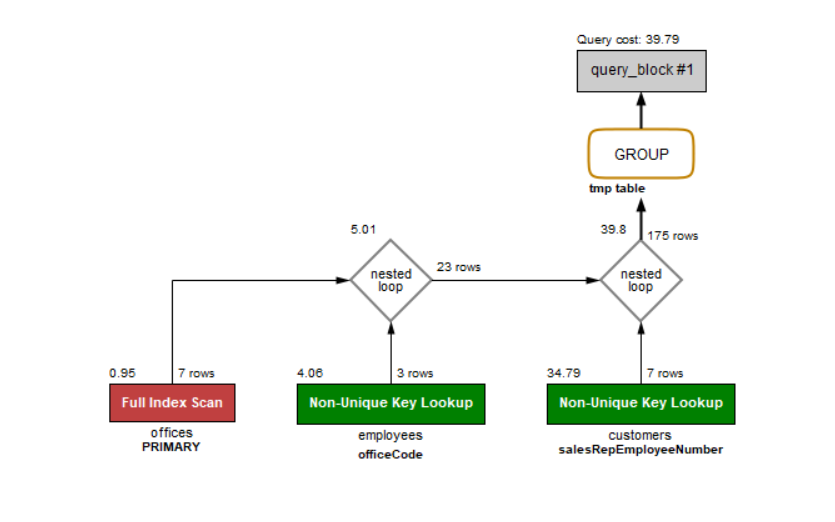 Query cost: 39.79
query_block #1
GROUP
tmp table
5.01
39.8
175 rows
nested
loop
23 rows
nested
loop
0.95
7 rows
4.06
3 rows
34.79
7 rows
Full Index Scan
Non-Unique Key Lookup
Non-Unique Key Lookup
offices
PRIMARY
employees
officeCode
customers
salesRepEmployeeNumber